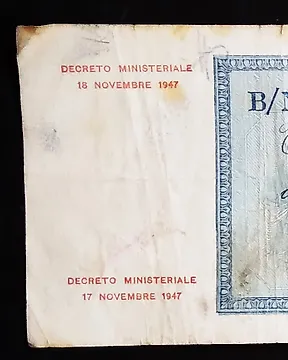 DECRETO MINISTERIALE
18 NOVEMBRE 1947
B/
DECRETO MINISTERIALE
17 NOVEMBRE 1947